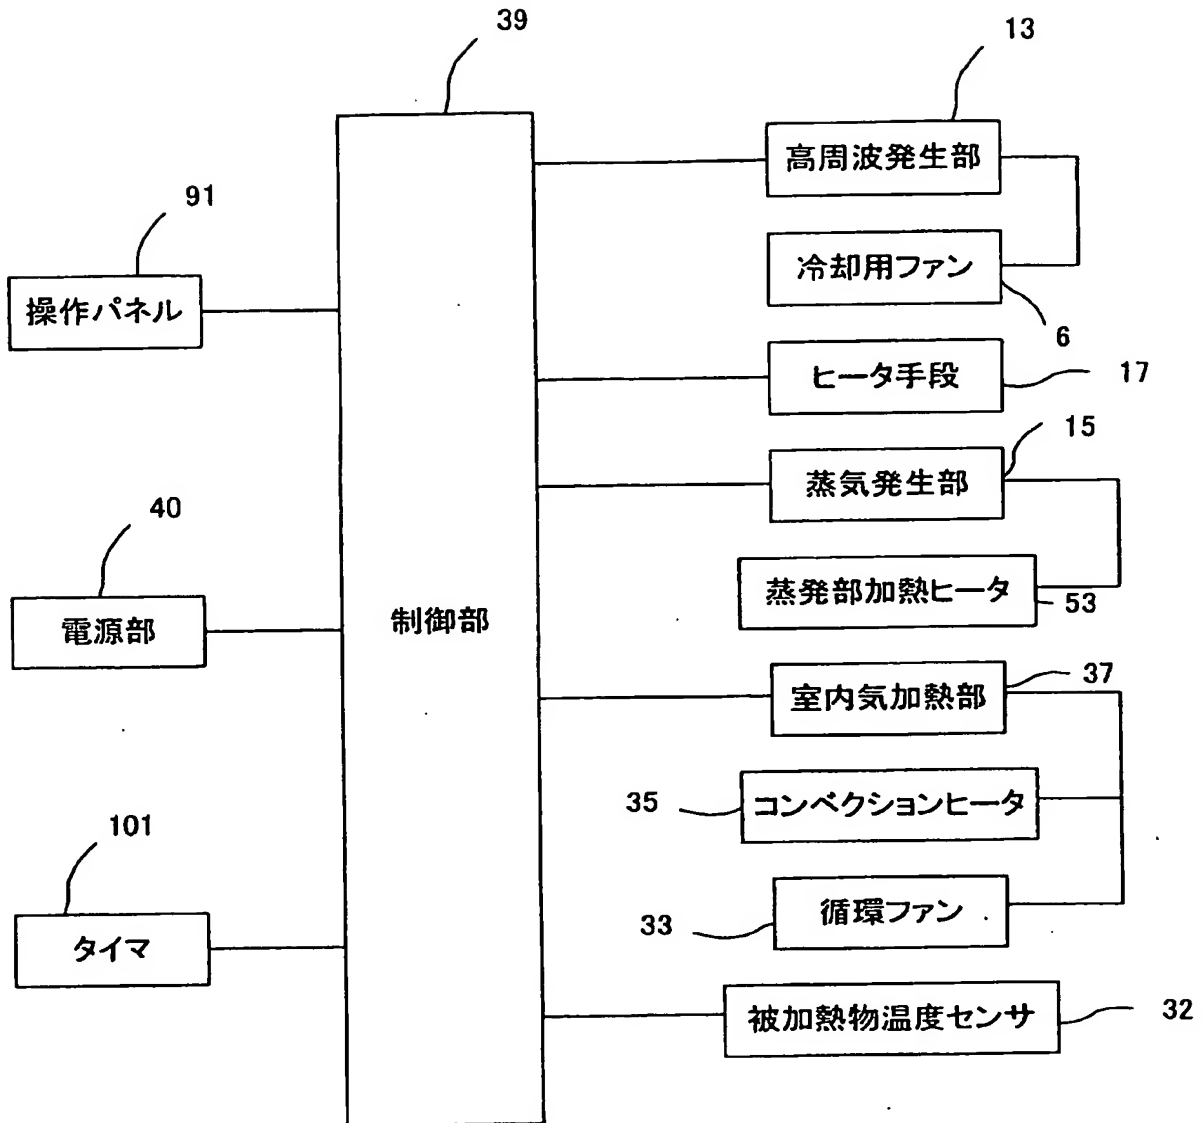 39
13
高周波発生部
91
冷却用ファン
操作パネル
6
ヒータ手段
17
15
蒸気発生部
40
蒸発部加熱ヒータ
53
電源部
制御部
37
室内気加熱部
35
コンベクションヒータ
101
循環ファン
33
タイマ
被加熱物温度センサ
32